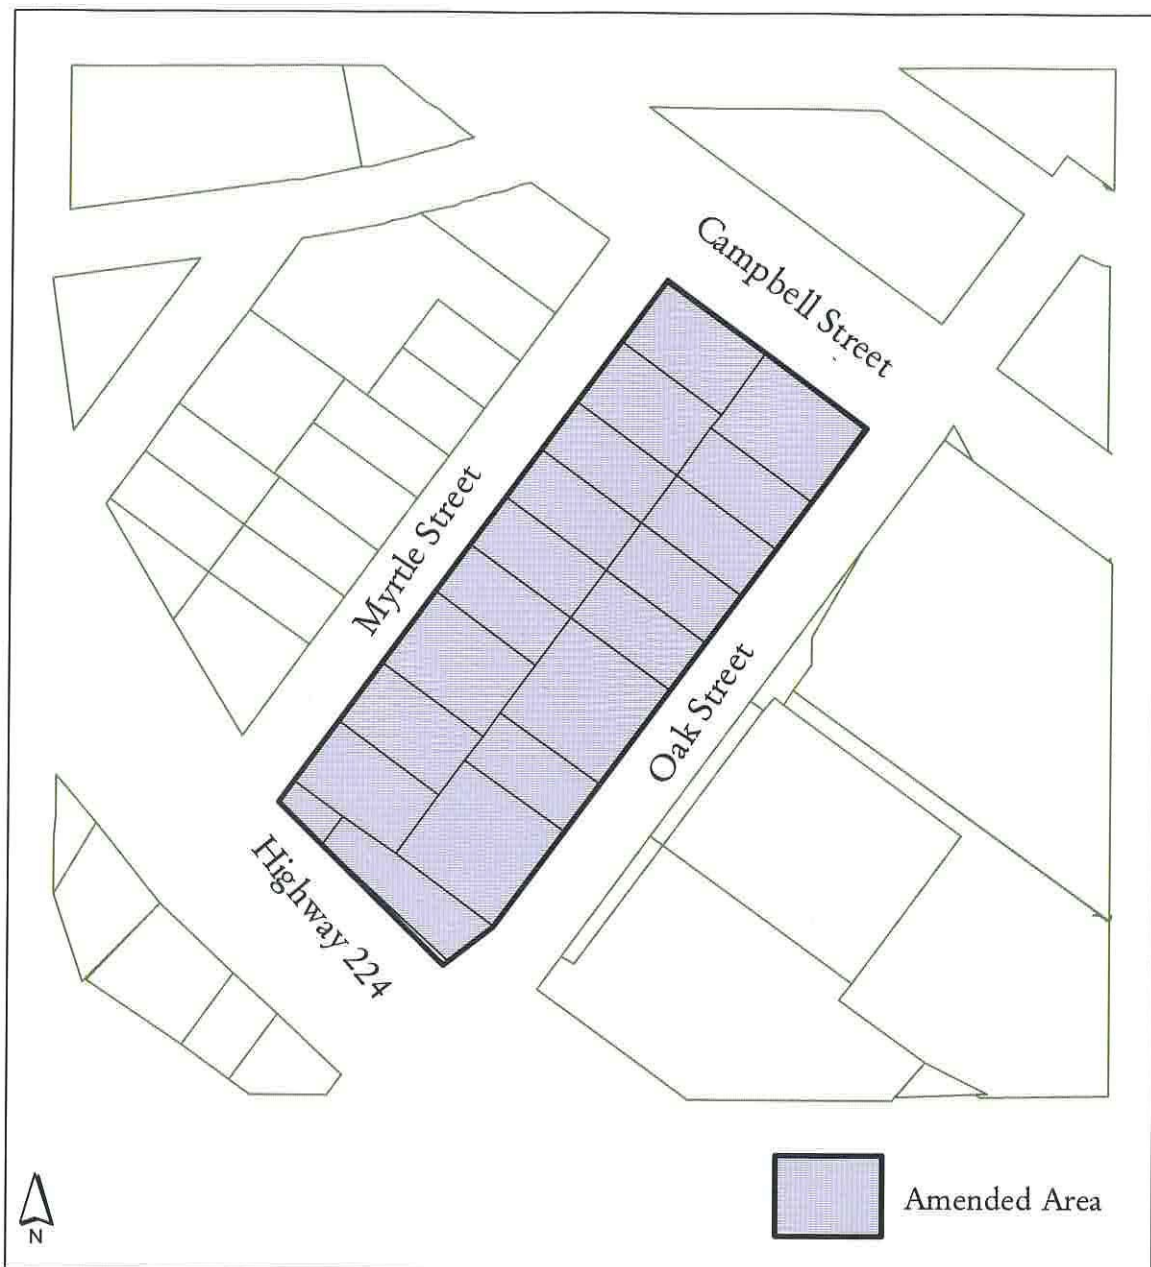 Campbell Street
Myrtle Street
Oak Street
Highway 224
N
Amended Area